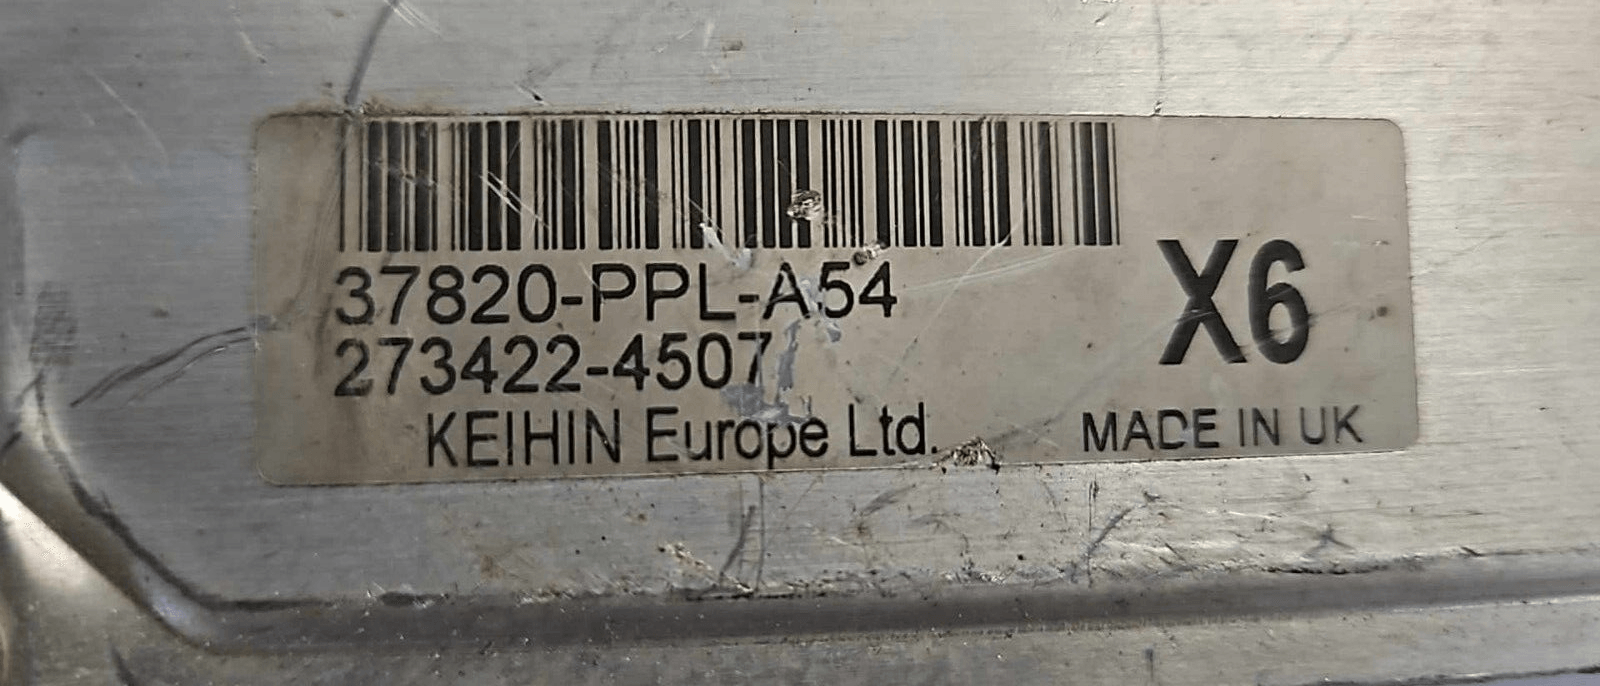 37820-PPL-A54
273422-4507
X6
KEIHIN Europe Ltd.
MADE IN UK